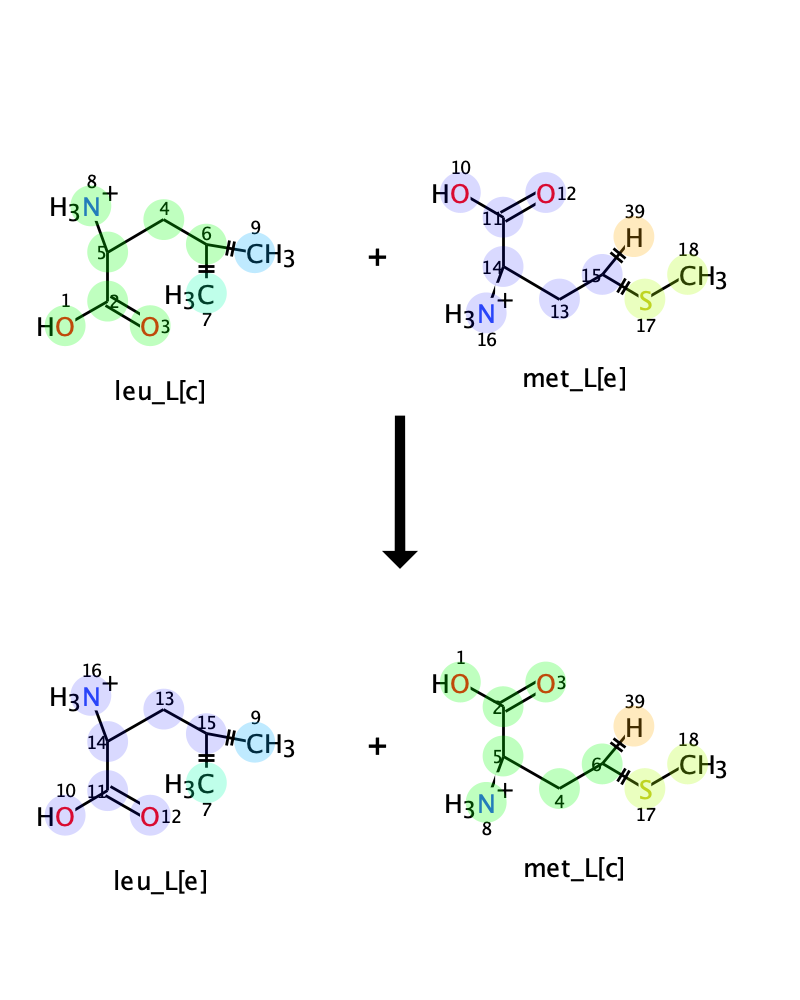 8
H3N+
4
6
9
CH3
5
H3C
7
1
2
HO
O3
leu_L[c]
+
10
HO
O12
11
39
H
14
15
18
CH3
H3N+
16
13
S
17
met_L[e]
16
H3N+
13
15
9
CH3
14
H3C
7
10
11
HO
O12
leu_L[e]
+
1
HO
O3
2
39
H
5
6
18
CH3
H3N+
8
4
S
17
met_L[c]